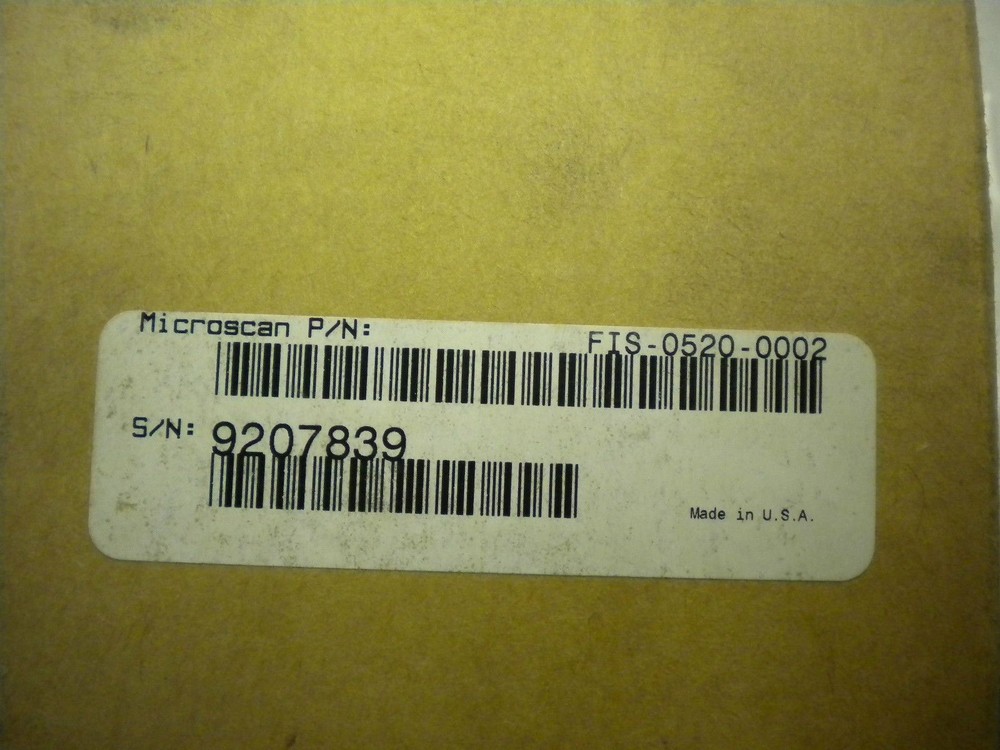 Microscan P/N: FIS-0520-0002
S/N: 9207839
Made in U.S.A.